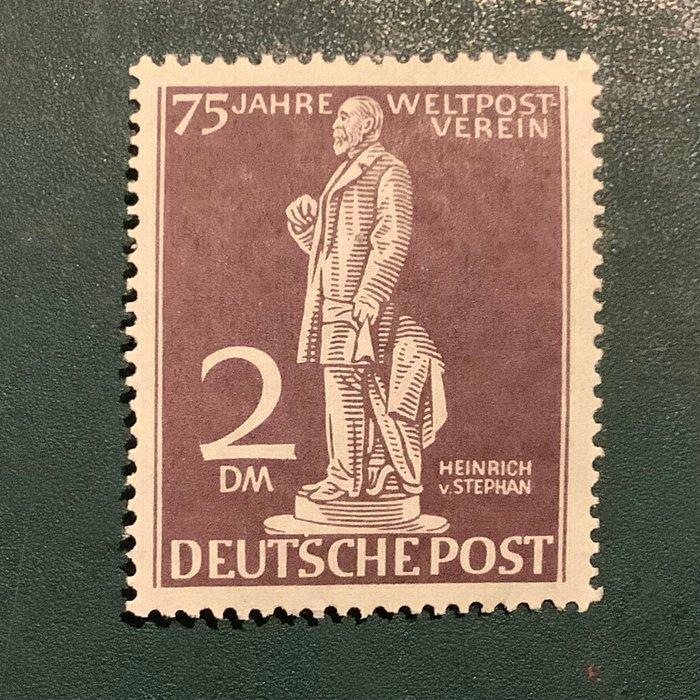 75 JAHRE WELTPOST-
VEREIN
2
DM
HEINRICH
v. STEPHAN
DEUTSCHE POST